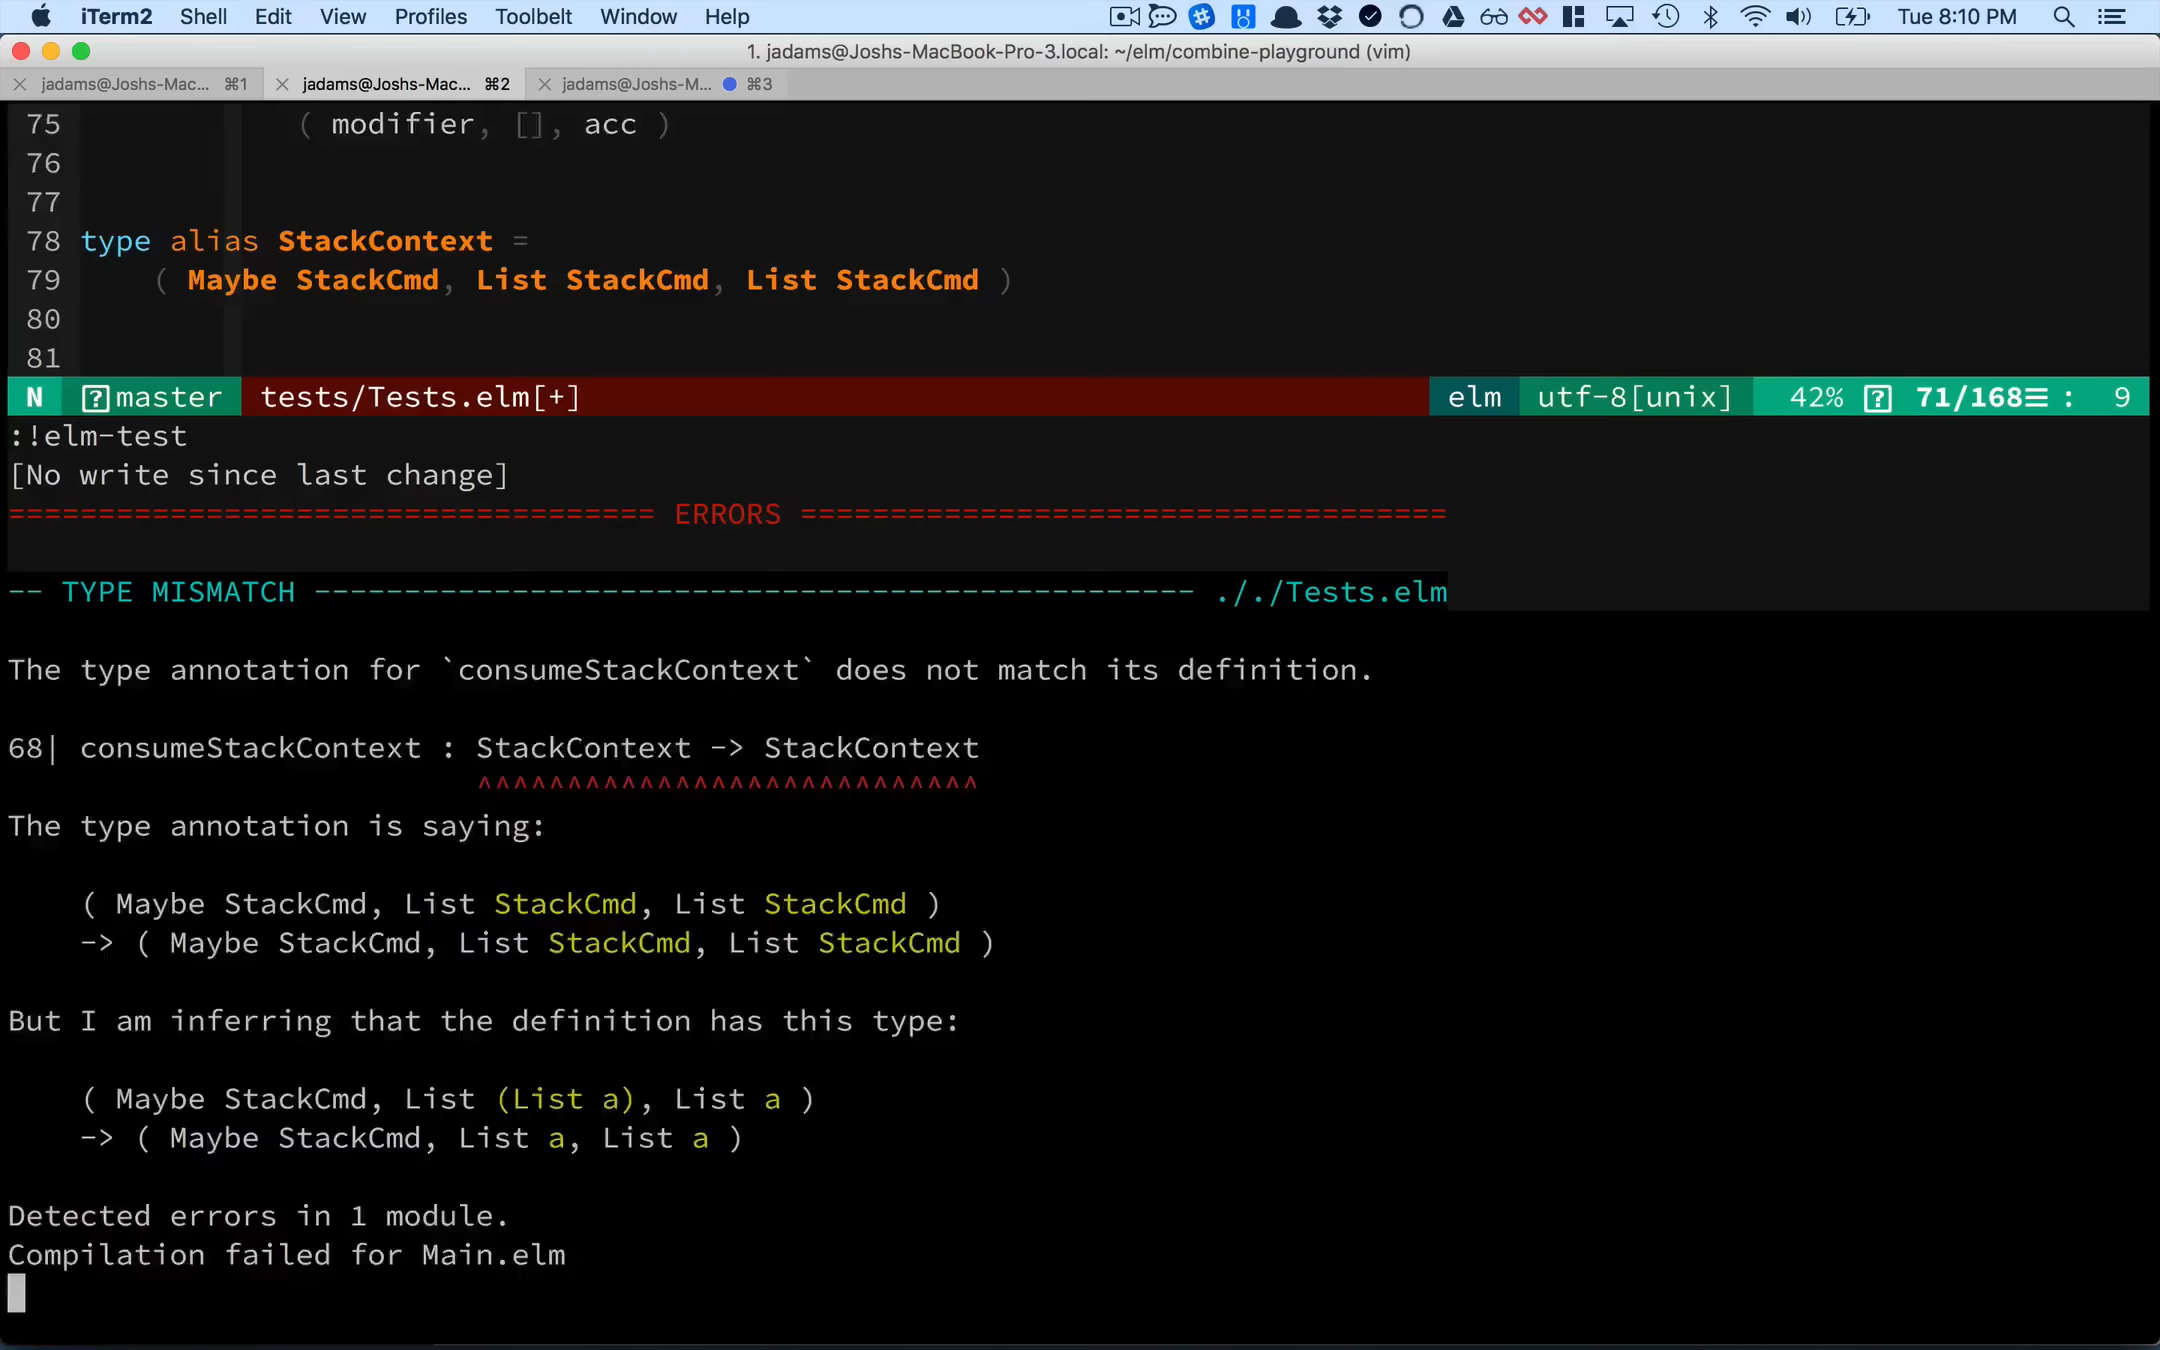 iTerm2 Shell Edit View Profiles Toolbelt Window Help Tue 8:10 PM
1. jadams@Joshs-MacBook-Pro-3.local: ~/elm/combine-playground (vim)
jadams@Joshs-Mac... ⌘1 jadams@Joshs-Mac... ⌘2 jadams@Joshs-M... ⌘3
75 ( modifier, [], acc )
76
77
78 type alias StackContext =
79 ( Maybe StackCmd, List StackCmd, List StackCmd )
80
81
N master tests/Tests.elm[+] elm utf-8[unix] 42% 71/168☰ : 9
:!elm-test
[No write since last change]
==================================== ERRORS ====================================
-- TYPE MISMATCH ------------------------------------------------- ././Tests.elm
The type annotation for `consumeStackContext` does not match its definition.
68| consumeStackContext : StackContext -> StackContext
^^^^^^^^^^^^^^^^^^^^^^^^^^^^
The type annotation is saying:
( Maybe StackCmd, List StackCmd, List StackCmd )
-> ( Maybe StackCmd, List StackCmd, List StackCmd )
But I am inferring that the definition has this type:
( Maybe StackCmd, List (List a), List a )
-> ( Maybe StackCmd, List a, List a )
Detected errors in 1 module.
Compilation failed for Main.elm